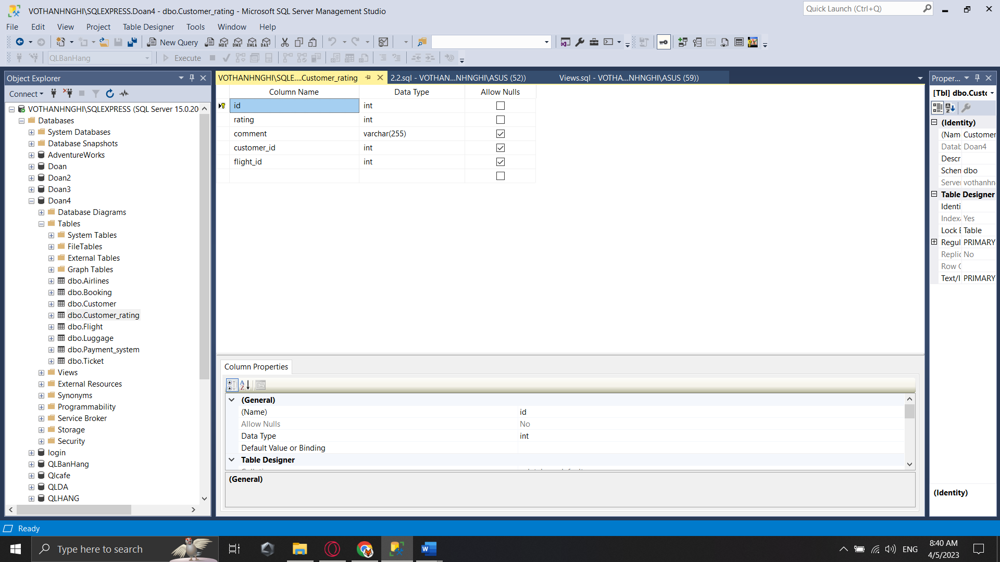 VOTHANHNGHI\SQLEXPRESS.Doan4 - dbo.Customer_rating - Microsoft SQL Server Management Studio
Quick Launch (Ctrl+Q)
File Edit View Project Table Designer Tools Window Help
New Query
MDX DMX XMLA DAX
QLBanHang
Execute
Object Explorer
Connect
VOTHANHNGHI\SQLEXPRESS (SQL Server 15.0.20
Databases
System Databases
Database Snapshots
AdventureWorks
Doan
Doan2
Doan3
Doan4
Database Diagrams
Tables
System Tables
FileTables
External Tables
Graph Tables
dbo.Airlines
dbo.Booking
dbo.Customer
dbo.Customer_rating
dbo.Flight
dbo.Luggage
dbo.Payment_system
dbo.Ticket
Views
External Resources
Synonyms
Programmability
Service Broker
Storage
Security
login
QLBanHang
Qlcafe
QLDA
QLHANG
VOTHANHNGHI\SQLE....Customer_rating
2.2.sql - VOTHAN...NHNGHI\ASUS (52))
Views.sql - VOTHA...NHNGHI\ASUS (59))
Column Name Data Type Allow Nulls
id int
rating int
comment varchar(255)
customer_id int
flight_id int
Column Properties
(General)
(Name) id
Allow Nulls No
Data Type int
Default Value or Binding
Table Designer
(General)
Proper...
[Tbl] dbo.Custo
(Identity)
(Nam Customer
Datab Doan4
Descr
Schen dbo
Server vothanhn
Table Designer
Identi
Indexa Yes
Lock E Table
Regul PRIMARY
Replic No
Row G
Text/I PRIMARY
(Identity)
Ready
Type here to search
ENG
8:40 AM
4/5/2023